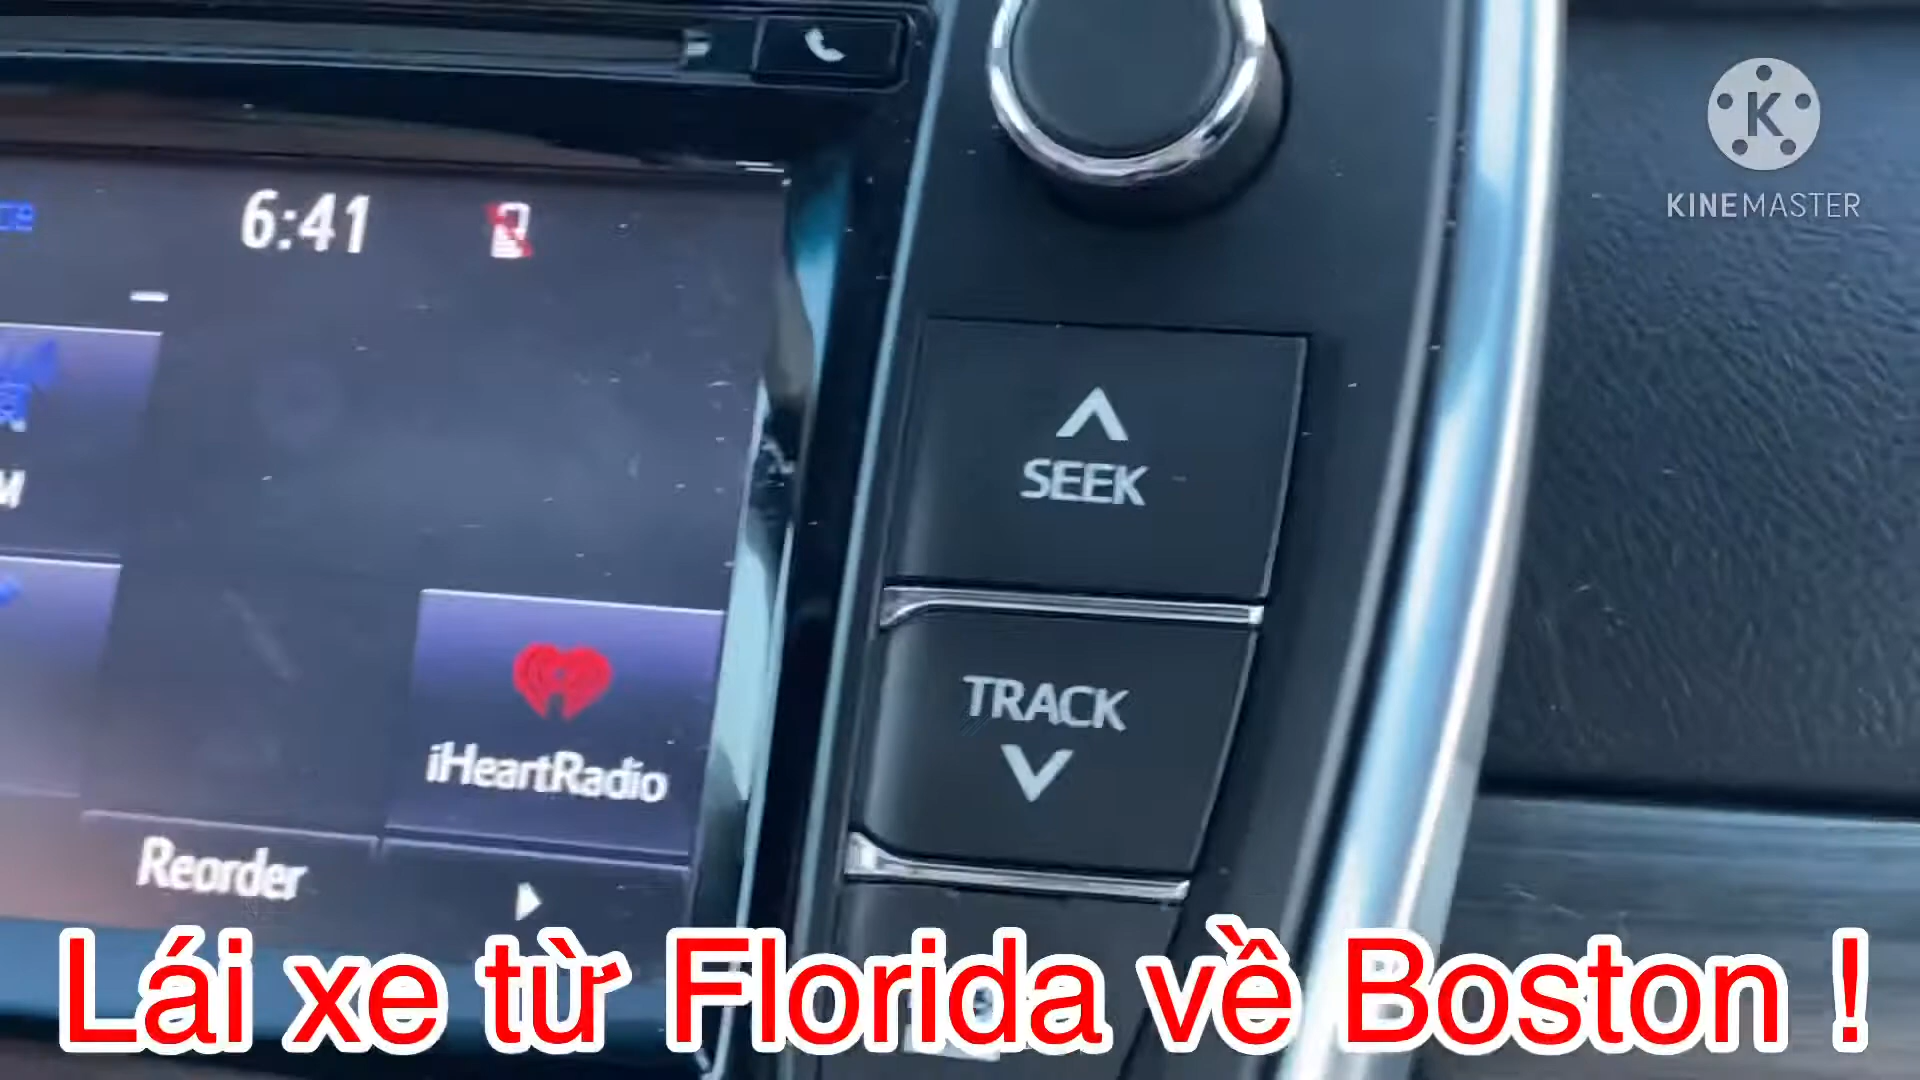 6:41
K
KINEMASTER
SEEK
TRACK
iHeartRadio
Reorder
Lái xe từ Florida về Boston !